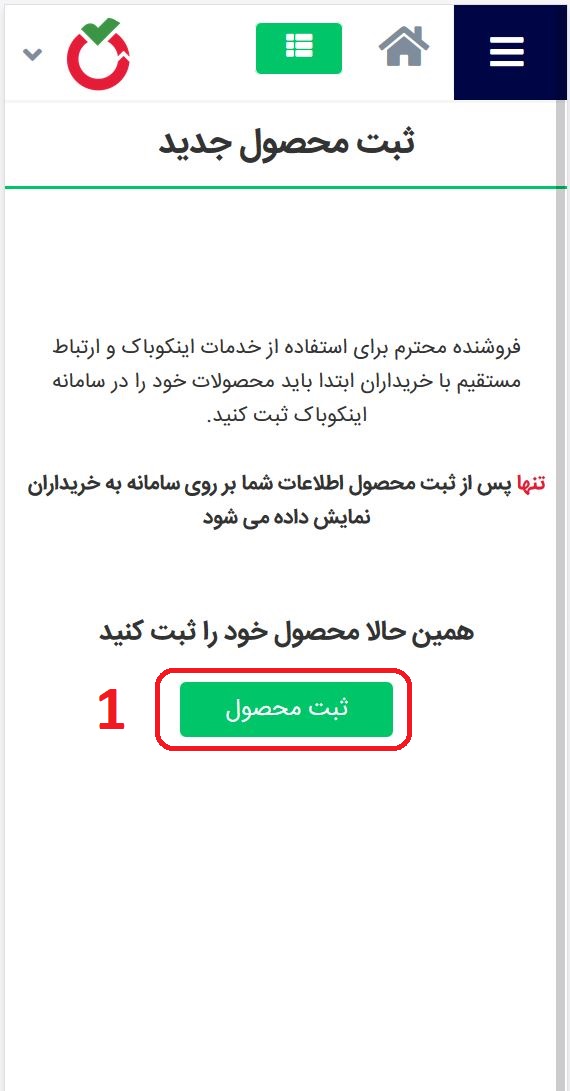 ثبت محصول جدید
فروشنده محترم برای استفاده از خدمات اینکوباک و ارتباط
مستقیم با خریداران ابتدا باید محصولات خود را در سامانه
اینکوباک ثبت کنید.
تنها پس از ثبت محصول اطلاعات شما بر روی سامانه به خریداران
نمایش داده می شود
همین حالا محصول خود را ثبت کنید
ثبت محصول
1